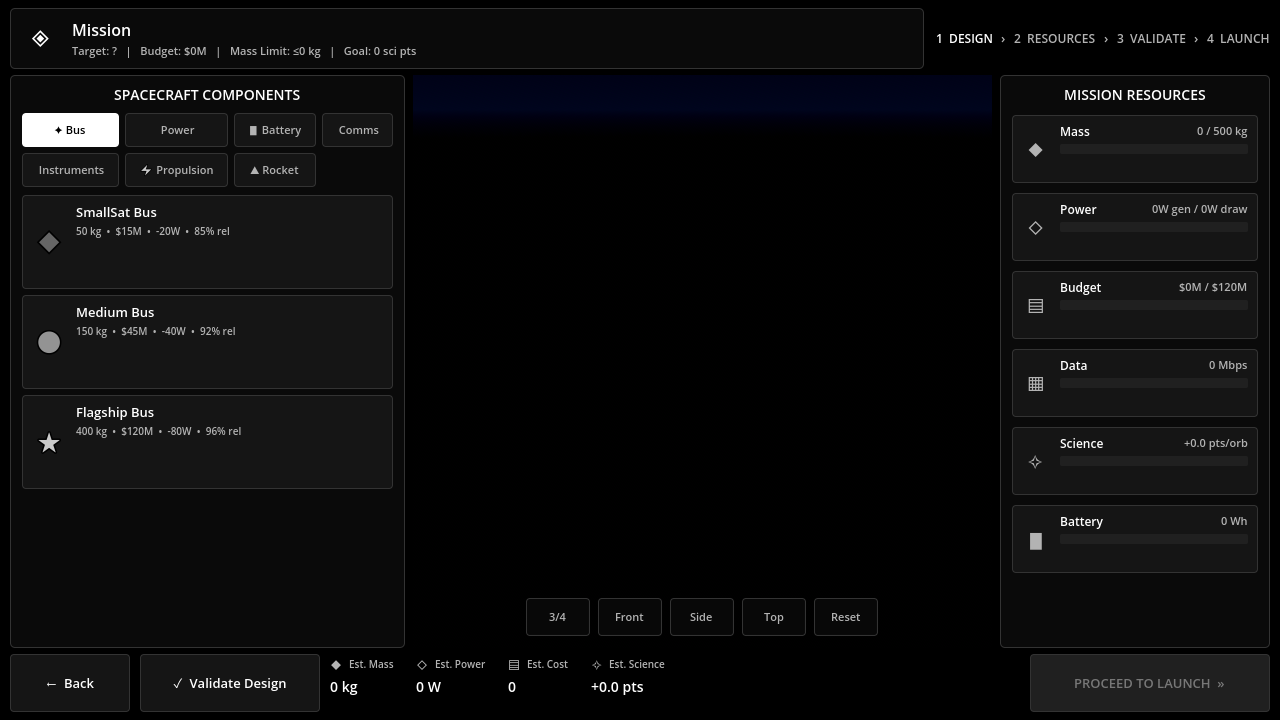 Mission
Target: ? | Budget: $0M | Mass Limit: ≤0 kg | Goal: 0 sci pts
1 DESIGN › 2 RESOURCES › 3 VALIDATE › 4 LAUNCH
SPACECRAFT COMPONENTS
✦ Bus
Power
Battery
Comms
Instruments
Propulsion
Rocket
SmallSat Bus
50 kg • $15M • -20W • 85% rel
Medium Bus
150 kg • $45M • -40W • 92% rel
Flagship Bus
400 kg • $120M • -80W • 96% rel
3/4
Front
Side
Top
Reset
MISSION RESOURCES
Mass 0 / 500 kg
Power 0W gen / 0W draw
Budget $0M / $120M
Data 0 Mbps
Science +0.0 pts/orb
Battery 0 Wh
← Back
✓ Validate Design
Est. Mass
0 kg
Est. Power
0 W
Est. Cost
0
Est. Science
+0.0 pts
PROCEED TO LAUNCH »